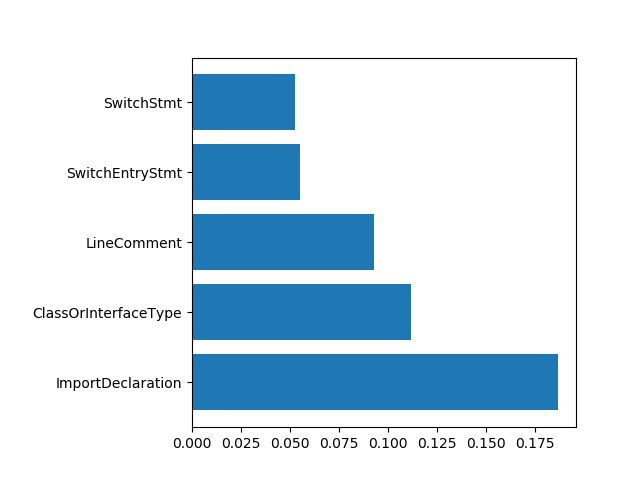 SwitchStmt
SwitchEntryStmt
LineComment
ClassOrInterfaceType
ImportDeclaration
0.000 0.025 0.050 0.075 0.100 0.125 0.150 0.175